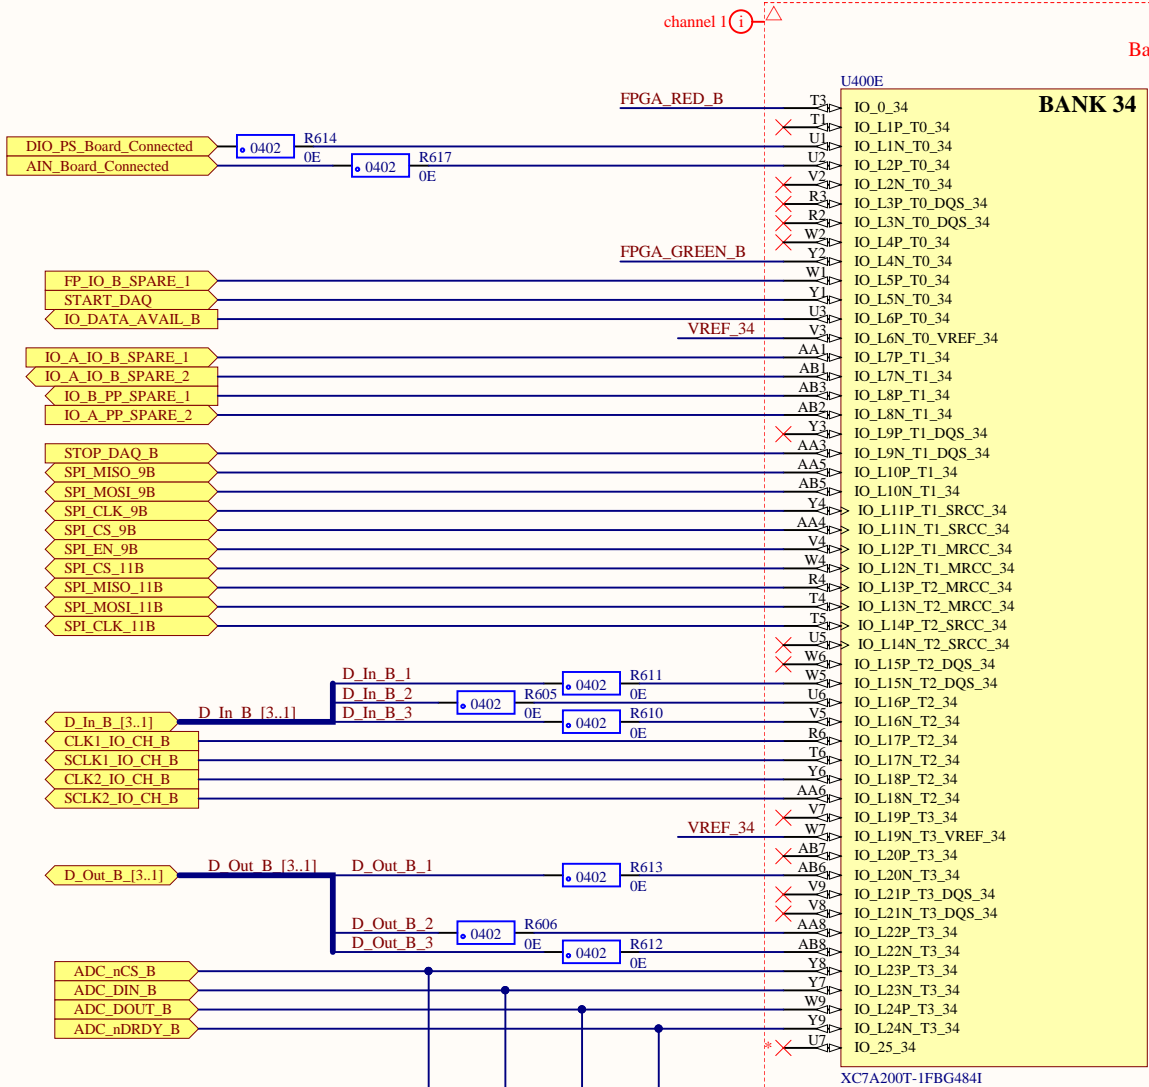 channel 1 i
Ba
U400E
BANK 34
FPGA_RED_B T3 IO_0_34
T1 IO_L1P_T0_34
DIO_PS_Board_Connected 0402 R614 0E U1 IO_L1N_T0_34
AIN_Board_Connected 0402 R617 0E U2 IO_L2P_T0_34
V2 IO_L2N_T0_34
R3 IO_L3P_T0_DQS_34
R2 IO_L3N_T0_DQS_34
W2 IO_L4P_T0_34
FPGA_GREEN_B Y2 IO_L4N_T0_34
FP_IO_B_SPARE_1 W1 IO_L5P_T0_34
START_DAQ Y1 IO_L5N_T0_34
IO_DATA_AVAIL_B U3 IO_L6P_T0_34
VREF_34 V3 IO_L6N_T0_VREF_34
IO_A_IO_B_SPARE_1 AA1 IO_L7P_T1_34
IO_A_IO_B_SPARE_2 AB1 IO_L7N_T1_34
IO_B_PP_SPARE_1 AB3 IO_L8P_T1_34
IO_A_PP_SPARE_2 AB2 IO_L8N_T1_34
Y3 IO_L9P_T1_DQS_34
STOP_DAQ_B AA3 IO_L9N_T1_DQS_34
SPI_MISO_9B AA5 IO_L10P_T1_34
SPI_MOSI_9B AB5 IO_L10N_T1_34
SPI_CLK_9B Y4 IO_L11P_T1_SRCC_34
SPI_CS_9B AA4 IO_L11N_T1_SRCC_34
SPI_EN_9B V4 IO_L12P_T1_MRCC_34
SPI_CS_11B W4 IO_L12N_T1_MRCC_34
SPI_MISO_11B R4 IO_L13P_T2_MRCC_34
SPI_MOSI_11B T4 IO_L13N_T2_MRCC_34
SPI_CLK_11B T5 IO_L14P_T2_SRCC_34
U5 IO_L14N_T2_SRCC_34
W6 IO_L15P_T2_DQS_34
D_In_B_1 0402 R611 0E W5 IO_L15N_T2_DQS_34
D_In_B_2 0402 R605 0E U6 IO_L16P_T2_34
D_In_B_[3..1] D_In_B_[3..1] D_In_B_3 0402 R610 0E V5 IO_L16N_T2_34
CLK1_IO_CH_B R6 IO_L17P_T2_34
SCLK1_IO_CH_B T6 IO_L17N_T2_34
CLK2_IO_CH_B Y6 IO_L18P_T2_34
SCLK2_IO_CH_B AA6 IO_L18N_T2_34
V7 IO_L19P_T3_34
VREF_34 W7 IO_L19N_T3_VREF_34
AB7 IO_L20P_T3_34
D_Out_B_[3..1] D_Out_B_[3..1] D_Out_B_1 0402 R613 0E AB6 IO_L20N_T3_34
V9 IO_L21P_T3_DQS_34
V8 IO_L21N_T3_DQS_34
D_Out_B_2 0402 R606 0E AA8 IO_L22P_T3_34
D_Out_B_3 0402 R612 0E AB8 IO_L22N_T3_34
ADC_nCS_B Y8 IO_L23P_T3_34
ADC_DIN_B Y7 IO_L23N_T3_34
ADC_DOUT_B W9 IO_L24P_T3_34
ADC_nDRDY_B Y9 IO_L24N_T3_34
* U7 IO_25_34
XC7A200T-1FBG484I